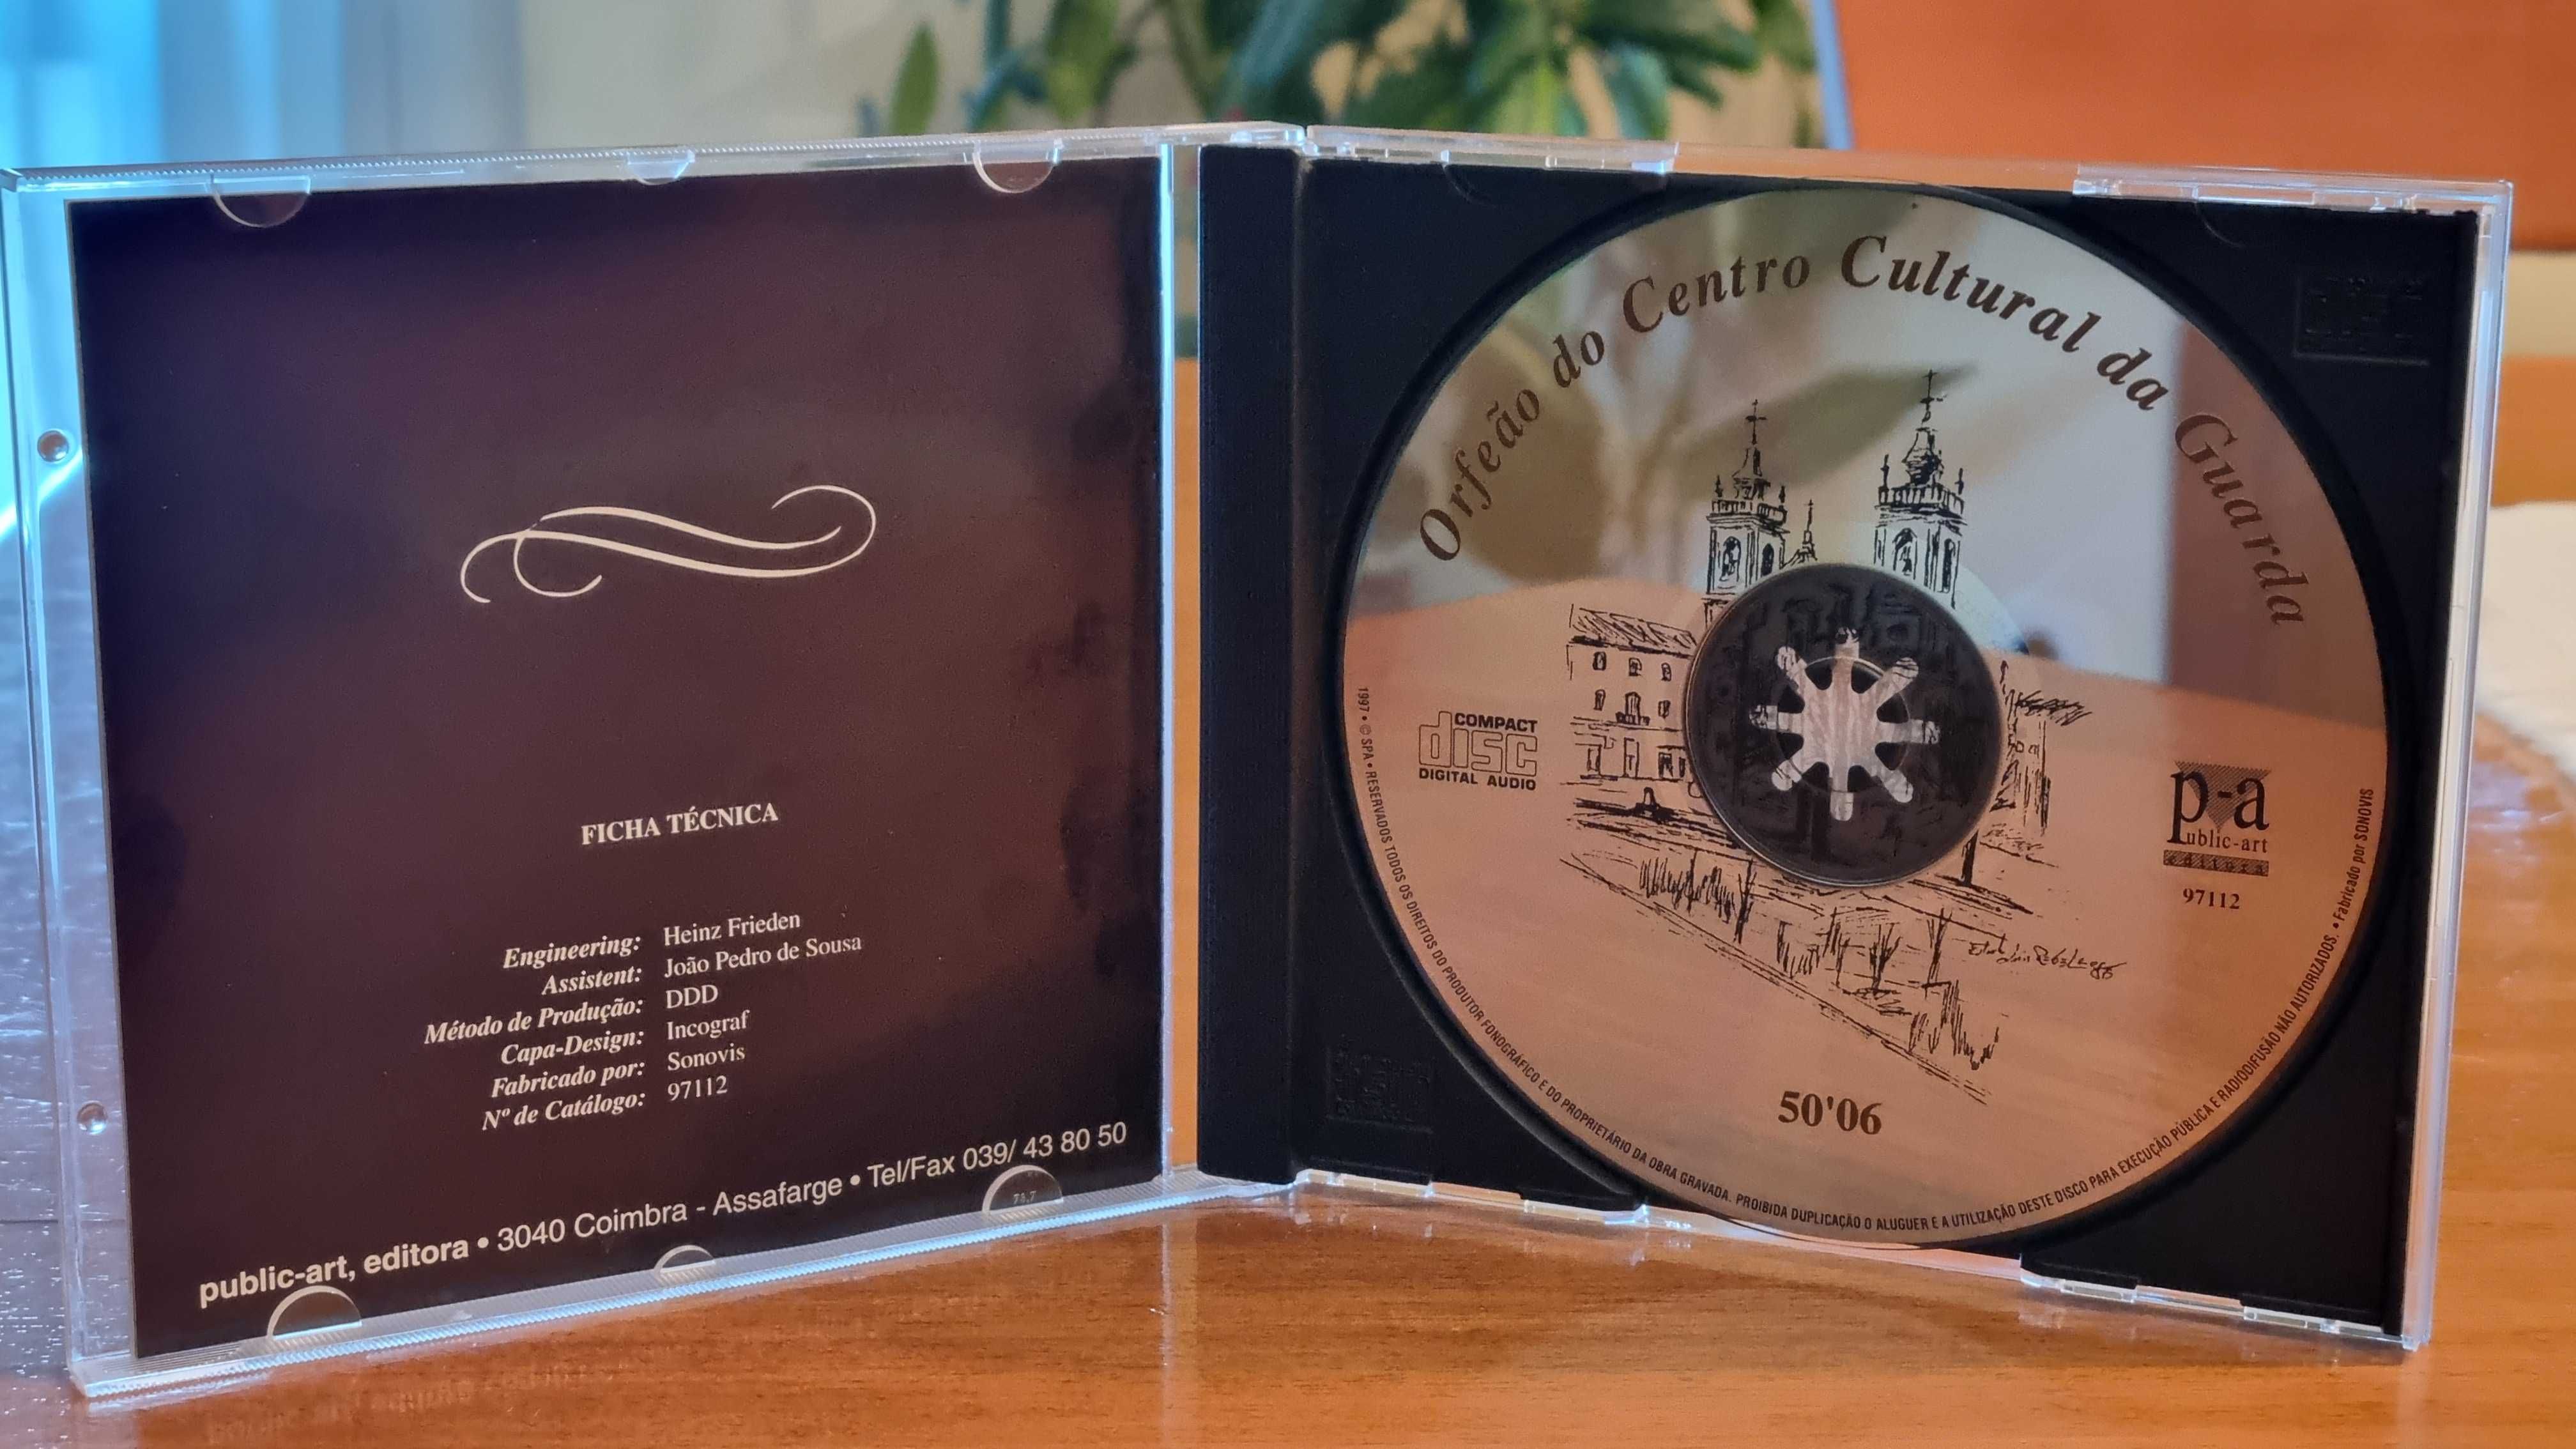 FICHA TÉCNICA
Engineering: Heinz Frieden
Assistent: João Pedro de Sousa
Método de Produção: DDD
Capa-Design: Incograf
Fabricado por: Sonovis
Nº de Catálogo: 97112
public-art, editora • 3040 Coimbra - Assafarge • Tel/Fax 039/ 43 80 50
Orfeão do Centro Cultural da Guarda
COMPACT
disc
DIGITAL AUDIO
p-a
public-art
editora
97112
50'06
1997 • © SPA • RESERVADOS TODOS OS DIREITOS DO PRODUTOR FONOGRÁFICO E DO PROPRIETÁRIO DA OBRA GRAVADA. PROIBIDA DUPLICAÇÃO O ALUGUER E A UTILIZAÇÃO DESTE DISCO PARA EXECUÇÃO PÚBLICA E RADIODIFUSÃO NÃO AUTORIZADOS. • Fabricado por SONOVIS